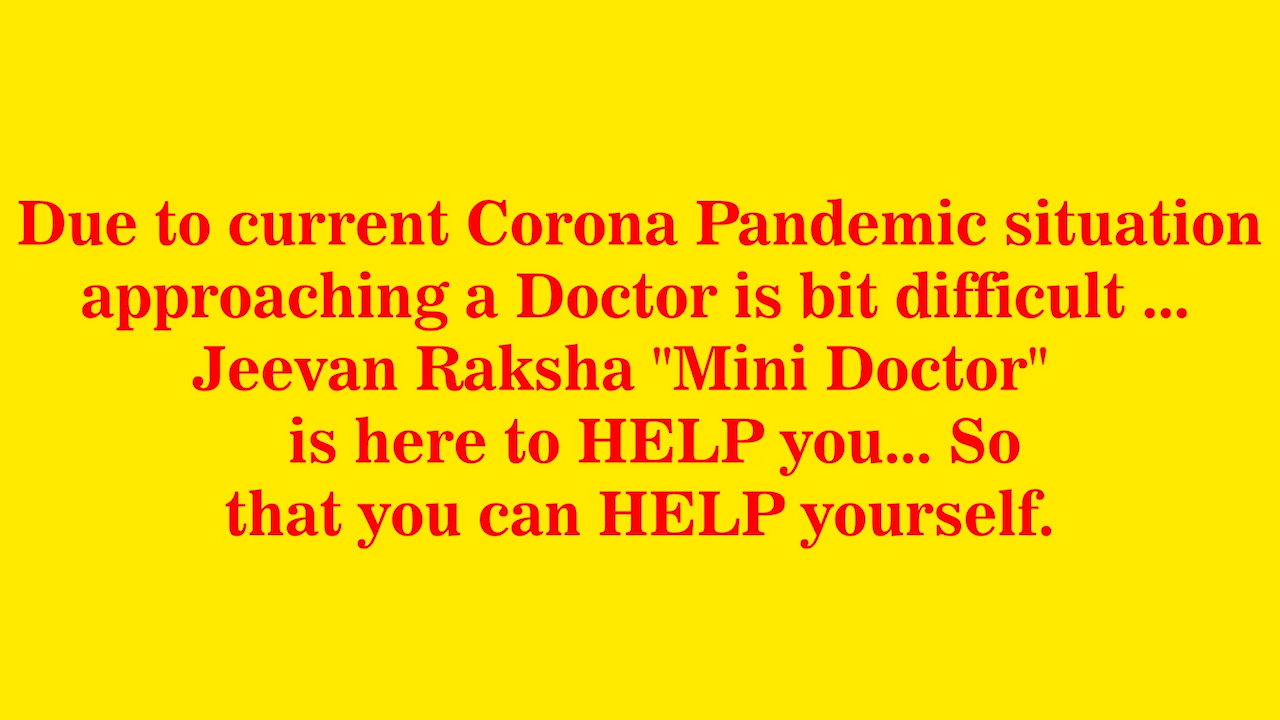 Due to current Corona Pandemic situation
approaching a Doctor is bit difficult ...
Jeevan Raksha "Mini Doctor"
is here to HELP you... So
that you can HELP yourself.